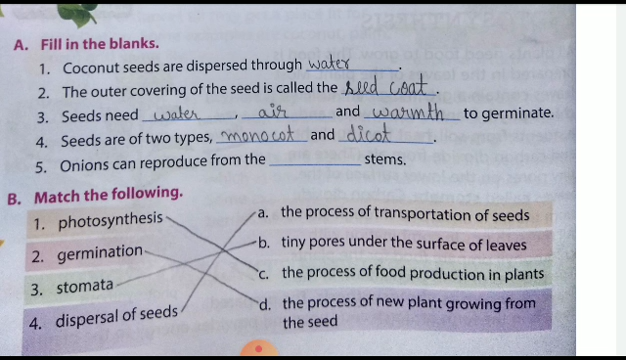 A. Fill in the blanks.
1. Coconut seeds are dispersed through water.
2. The outer covering of the seed is called the seed coat.
3. Seeds need water, air and warmth to germinate.
4. Seeds are of two types, monocot and dicot.
5. Onions can reproduce from the __________ stems.
B. Match the following.
1. photosynthesis
2. germination
3. stomata
4. dispersal of seeds
a. the process of transportation of seeds
b. tiny pores under the surface of leaves
c. the process of food production in plants
d. the process of new plant growing from
the seed